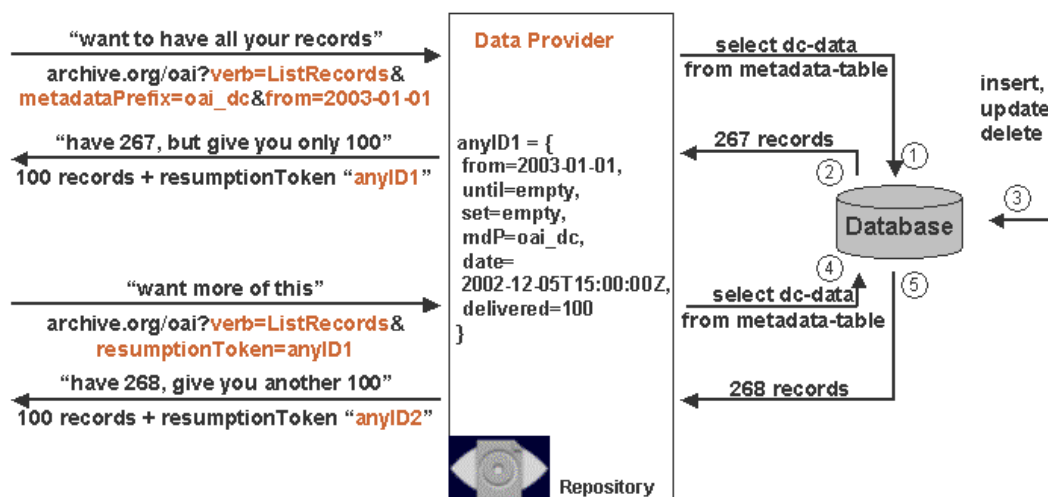 “want to have all your records”
archive.org/oai?verb=ListRecords&
metadataPrefix=oai_dc&from=2003-01-01
“have 267, but give you only 100”
100 records + resumptionToken “anyID1”
“want more of this”
archive.org/oai?verb=ListRecords&
resumptionToken=anyID1
“have 268, give you another 100”
100 records + resumptionToken “anyID2”
Data Provider
anyID1 = {
from=2003-01-01,
until=empty,
set=empty,
mdP=oai_dc,
date=
2002-12-05T15:00:00Z,
delivered=100
}
Repository
select dc-data
from metadata-table
267 records
1
2
Database
4
5
select dc-data
from metadata-table
268 records
insert,
update
delete
3